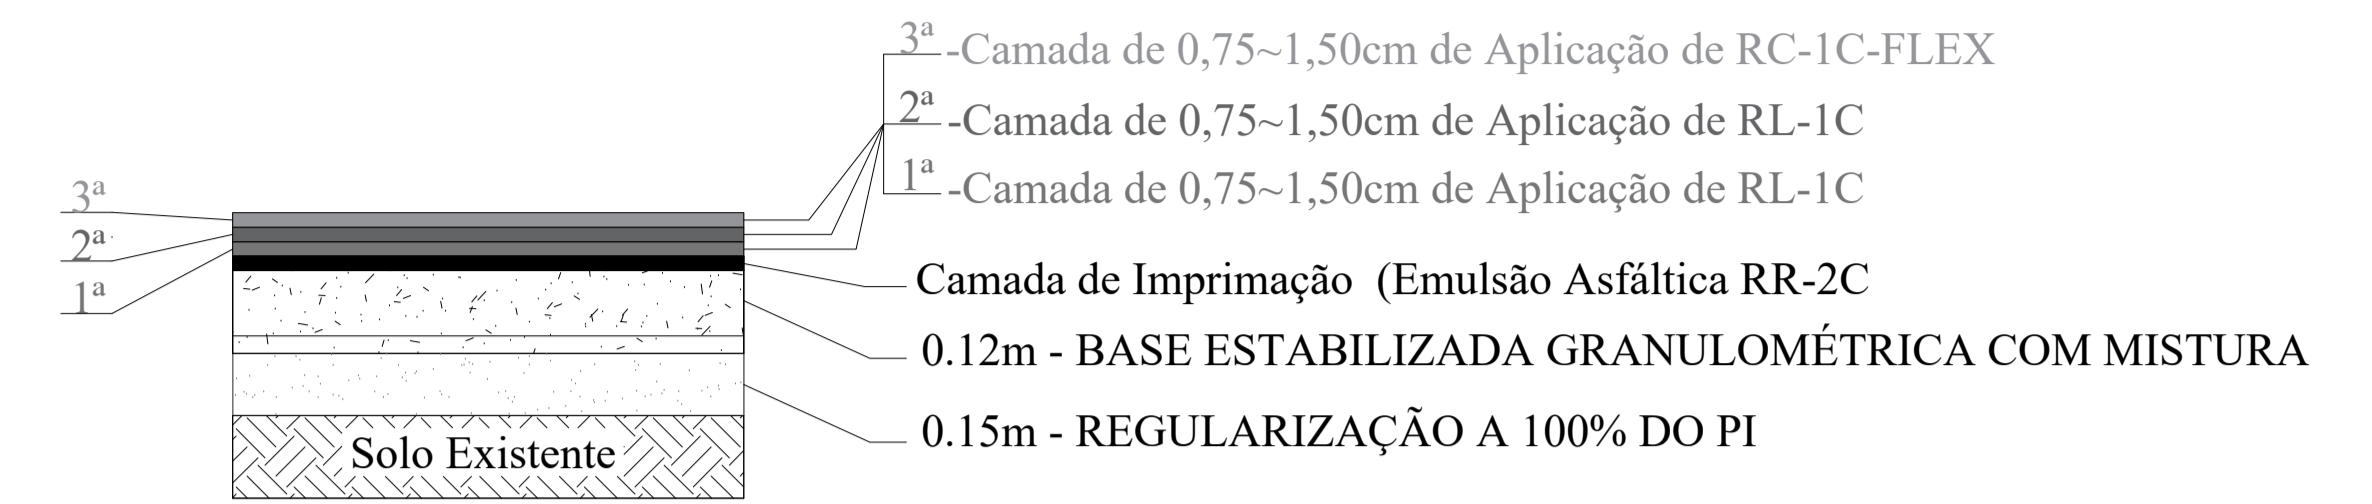 3ª -Camada de 0,75~1,50cm de Aplicação de RC-1C-FLEX
2ª -Camada de 0,75~1,50cm de Aplicação de RL-1C
1ª -Camada de 0,75~1,50cm de Aplicação de RL-1C
3ª
2ª
1ª
Camada de Imprimação (Emulsão Asfáltica RR-2C
0.12m - BASE ESTABILIZADA GRANULOMÉTRICA COM MISTURA
0.15m - REGULARIZAÇÃO A 100% DO PI
Solo Existente